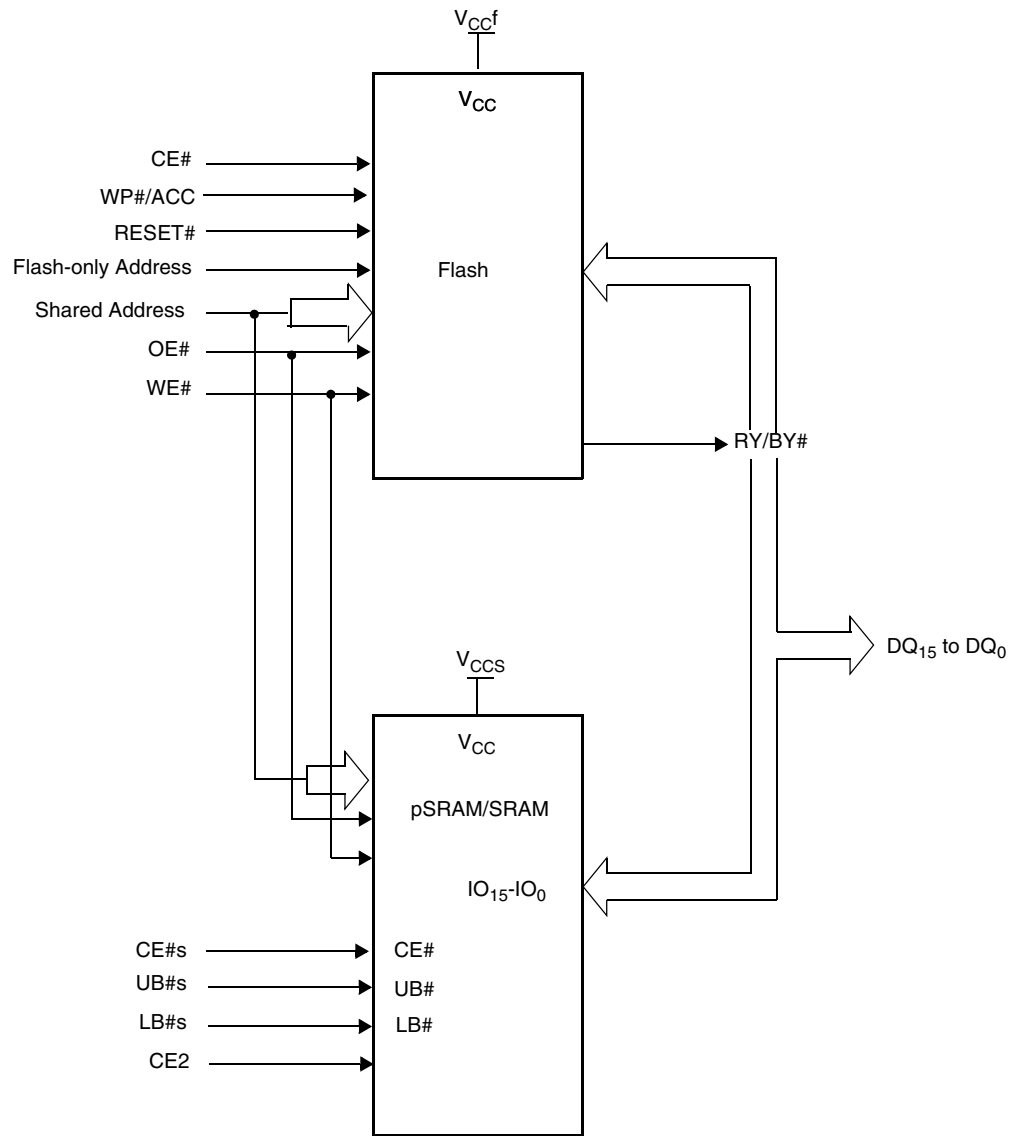 VCCf
VCC
CE#
WP#/ACC
RESET#
Flash-only Address
Flash
Shared Address
OE#
WE#
RY/BY#
DQ15 to DQ0
VCCS
VCC
pSRAM/SRAM
IO15-IO0
CE#s CE#
UB#s UB#
LB#s LB#
CE2